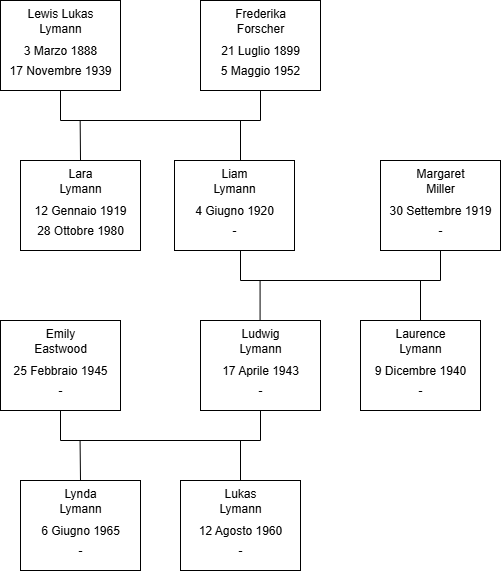 Lewis Lukas
Lymann
3 Marzo 1888
17 Novembre 1939
Frederika
Forscher
21 Luglio 1899
5 Maggio 1952
Lara
Lymann
12 Gennaio 1919
28 Ottobre 1980
Liam
Lymann
4 Giugno 1920
-
Margaret
Miller
30 Settembre 1919
-
Emily
Eastwood
25 Febbraio 1945
-
Ludwig
Lymann
17 Aprile 1943
-
Laurence
Lymann
9 Dicembre 1940
-
Lynda
Lymann
6 Giugno 1965
-
Lukas
Lymann
12 Agosto 1960
-